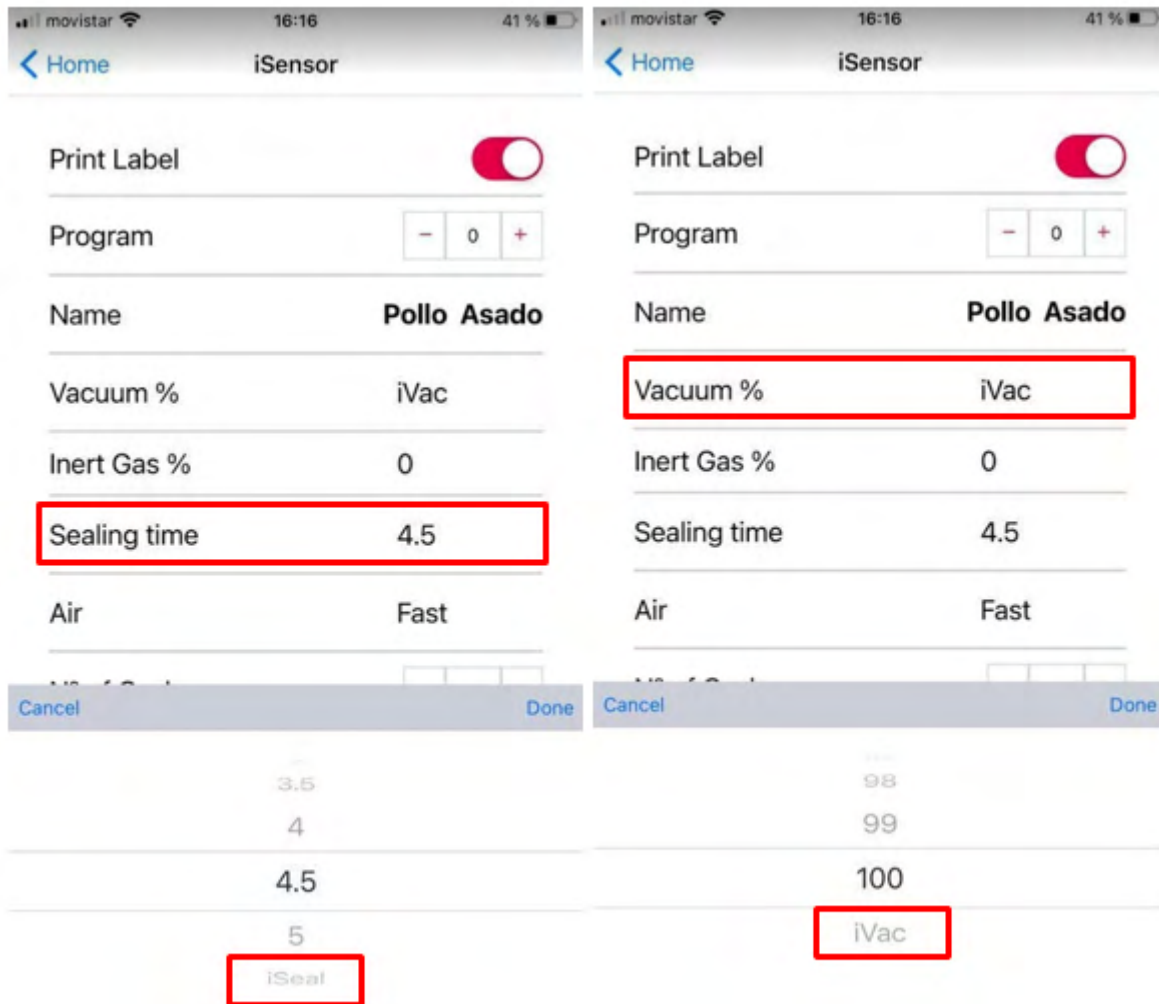 movistar 16:16 41 %
Home iSensor
Print Label
Program − 0 +
Name Pollo Asado
Vacuum % iVac
Inert Gas % 0
Sealing time 4.5
Air Fast
Cancel Done
3.5
4
4.5
5
iSeal
movistar 16:16 41 %
Home iSensor
Print Label
Program − 0 +
Name Pollo Asado
Vacuum % iVac
Inert Gas % 0
Sealing time 4.5
Air Fast
Cancel Done
98
99
100
iVac